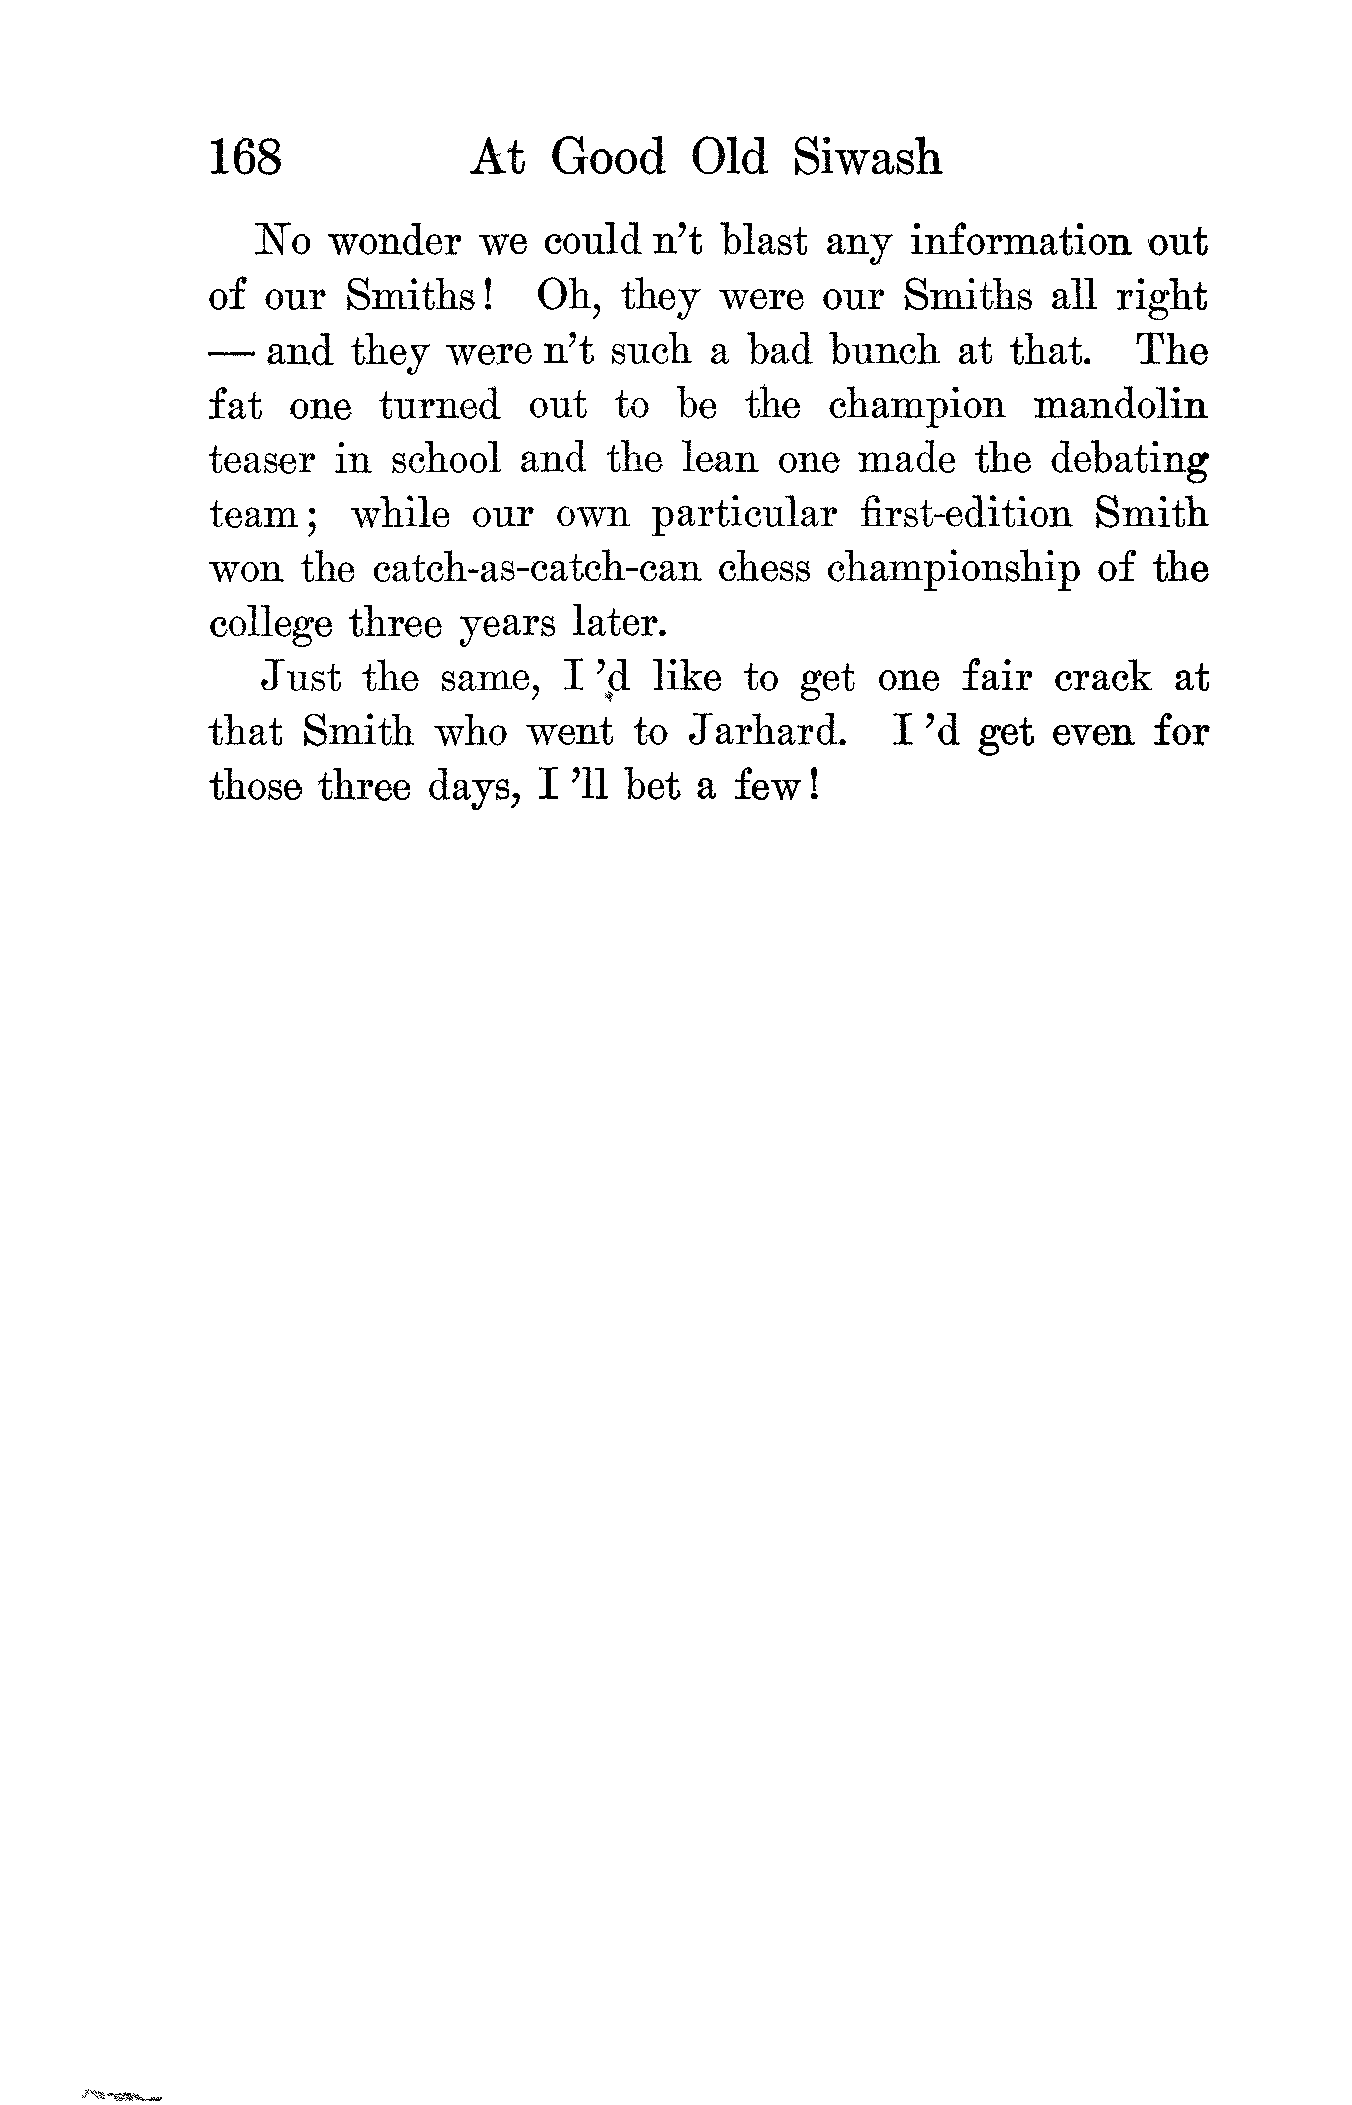 168 At Good Old Siwash
No wonder we could n't blast any information out
of our Smiths! Oh, they were our Smiths all right
— and they were n't such a bad bunch at that. The
fat one turned out to be the champion mandolin
teaser in school and the lean one made the debating
team; while our own particular first-edition Smith
won the catch-as-catch-can chess championship of the
college three years later.
Just the same, I 'd like to get one fair crack at
that Smith who went to Jarhard. I 'd get even for
those three days, I 'll bet a few!